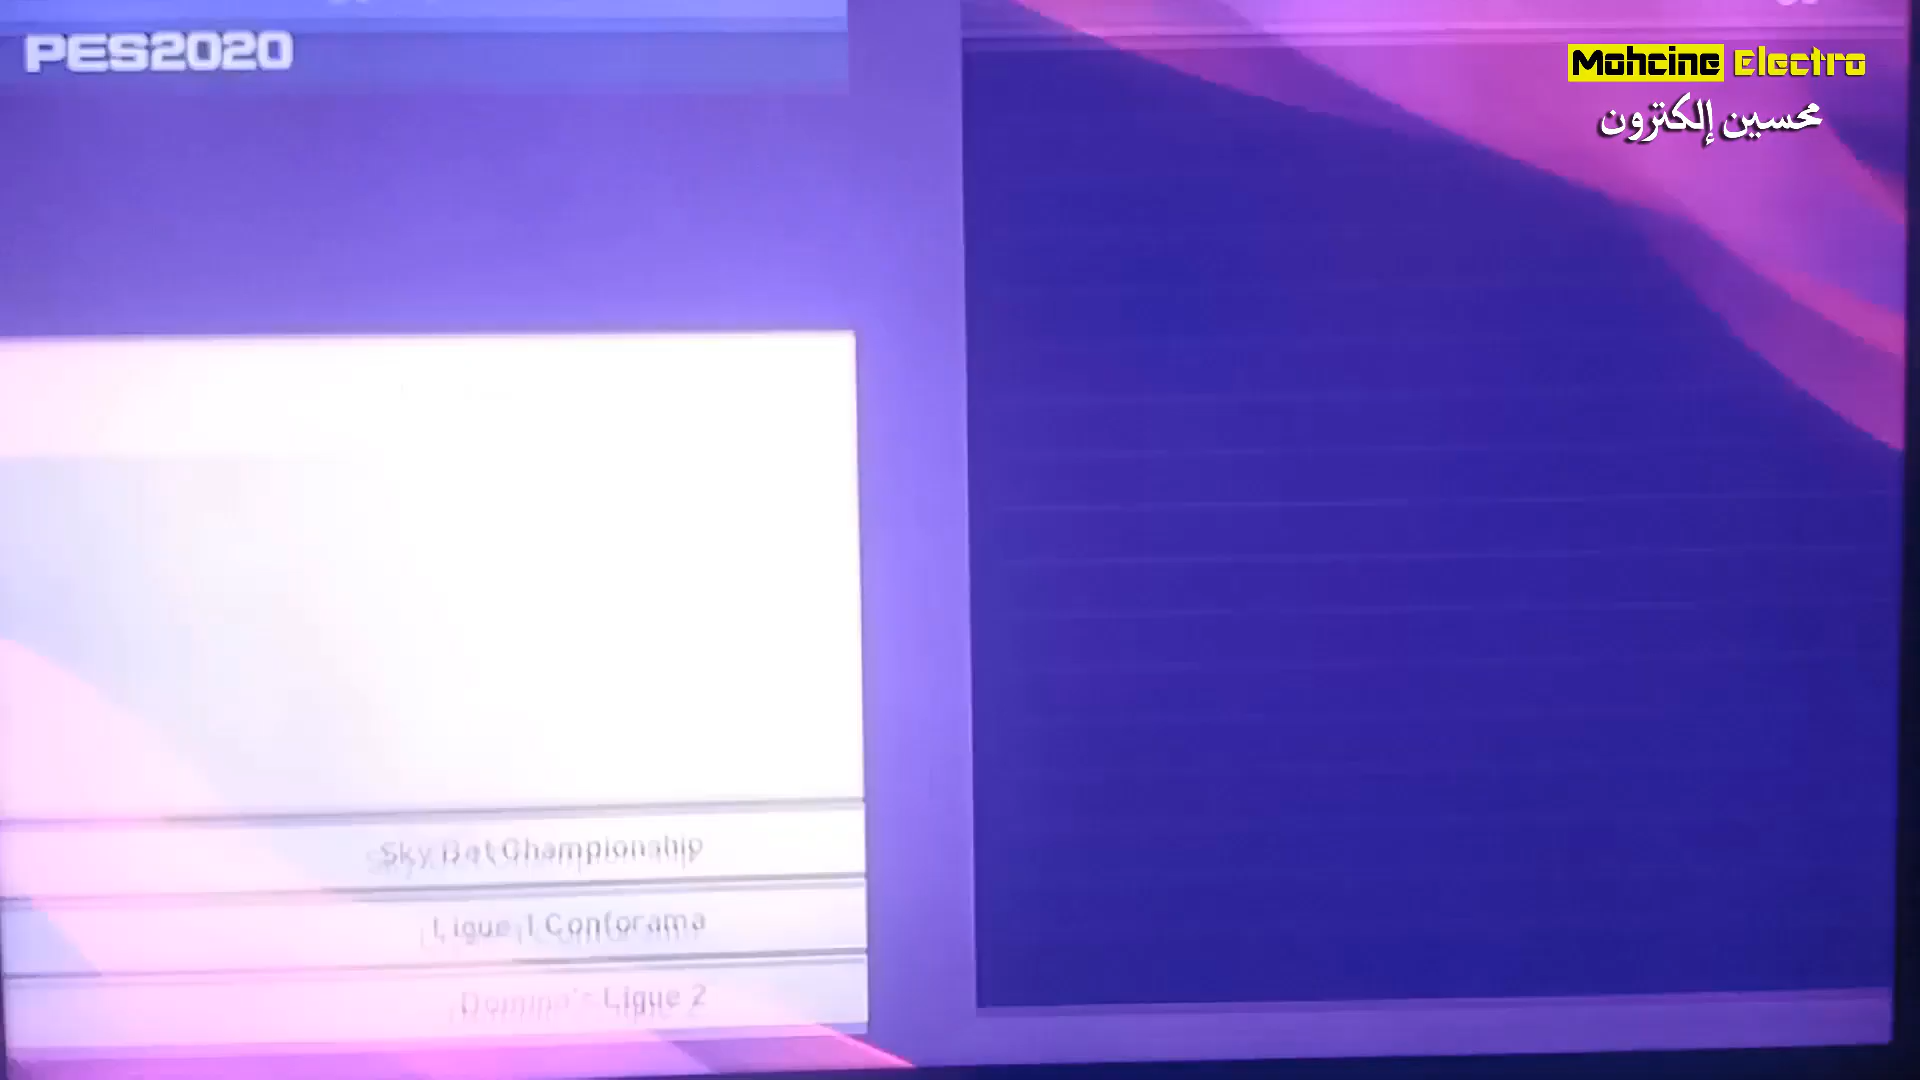 PES2020
Mohcine Electro
محسين إلكترون
Sky Bet Championship
Ligue 1 Conforama
Domino's Ligue 2